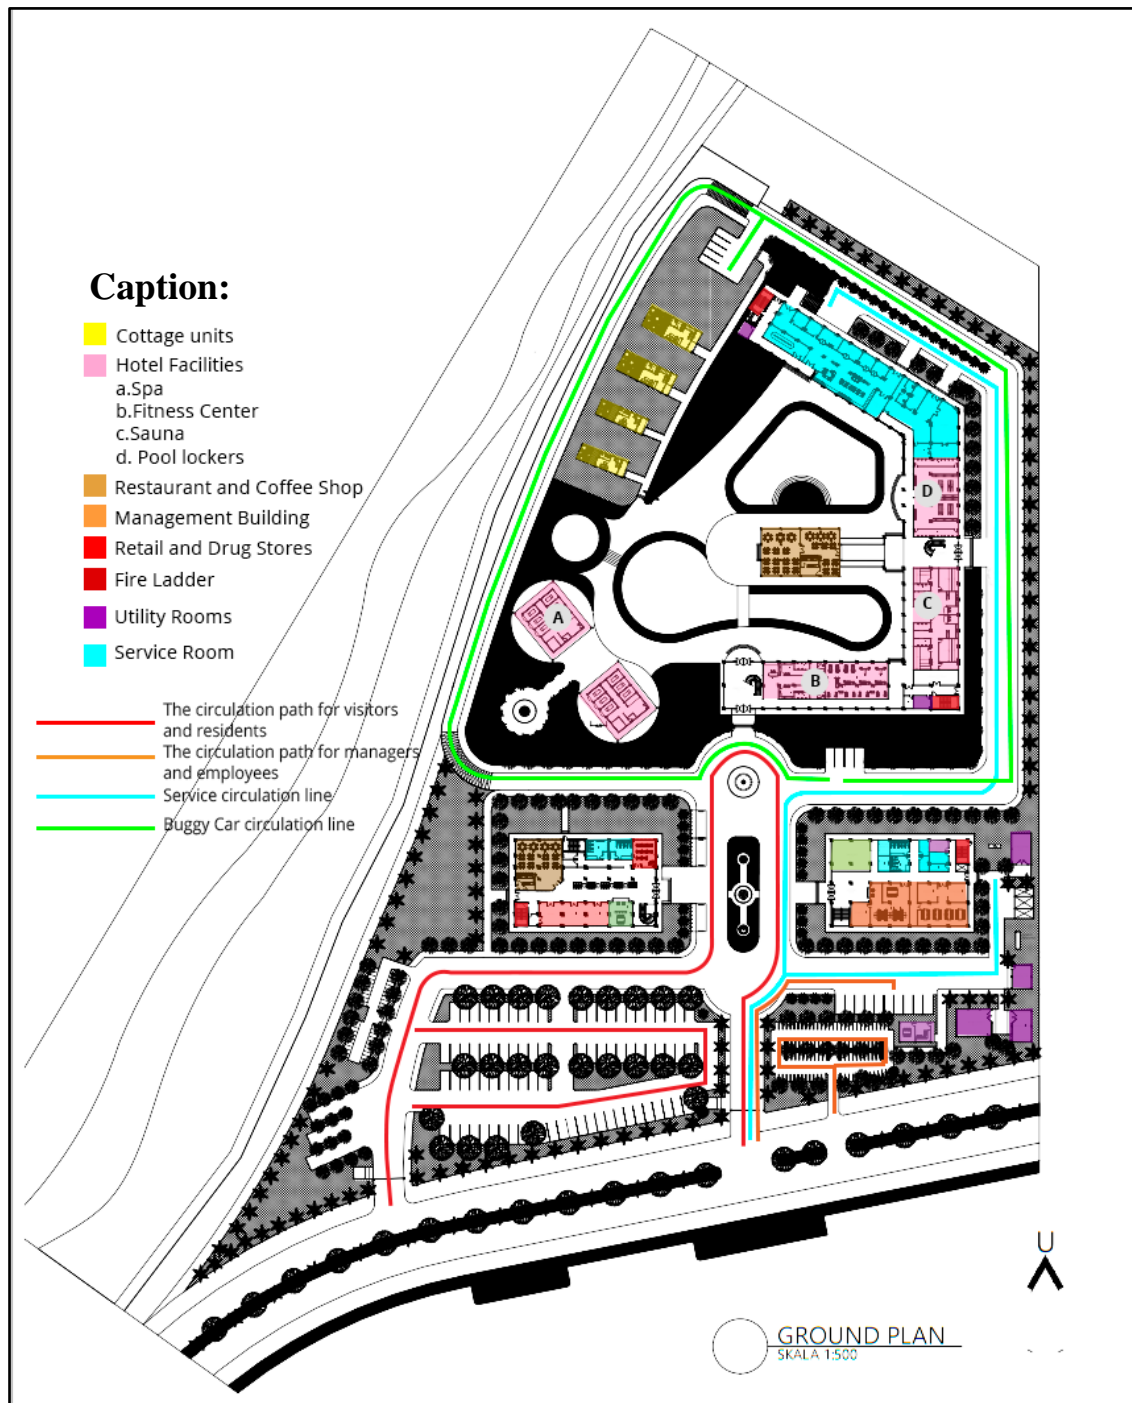 Caption:
Cottage units
Hotel Facilities
a.Spa
b.Fitness Center
c.Sauna
d. Pool lockers
Restaurant and Coffee Shop
Management Building
Retail and Drug Stores
Fire Ladder
Utility Rooms
Service Room
The circulation path for visitors
and residents
The circulation path for managers
and employees
Service circulation line
Buggy Car circulation line
D
C
A
B
U
GROUND PLAN
SKALA 1:500